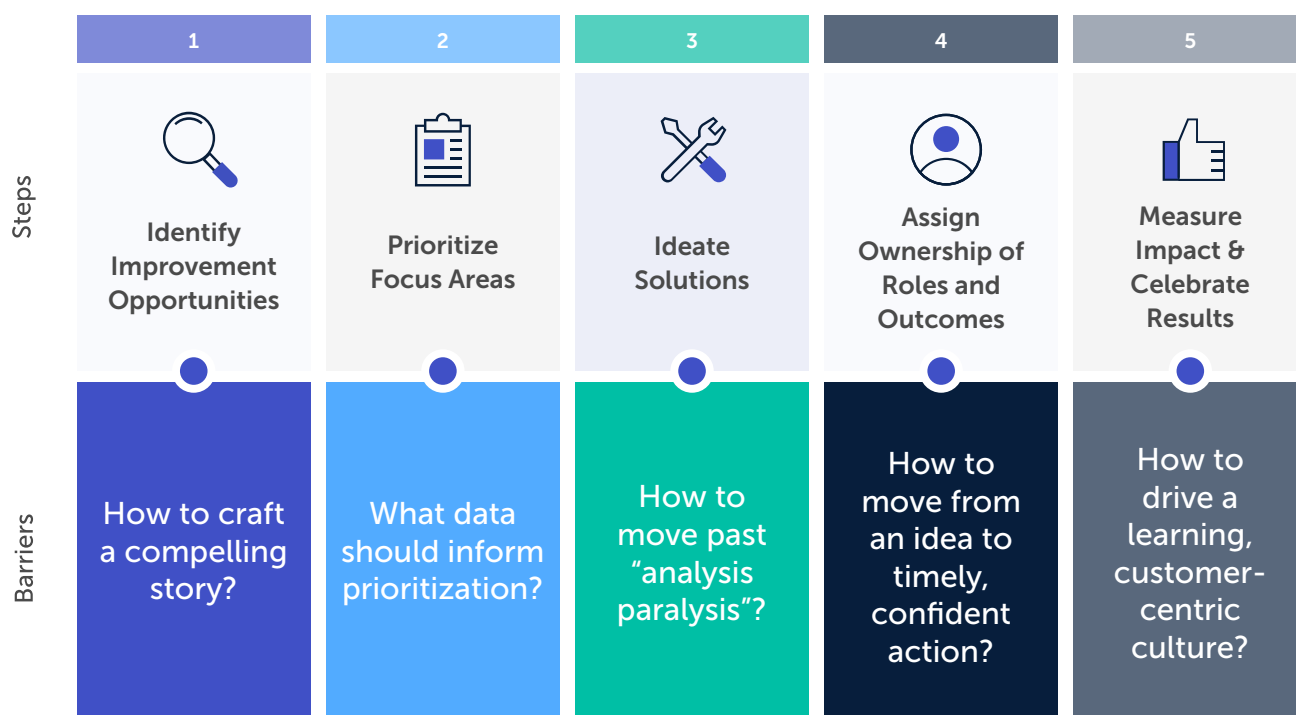 1
2
3
4
5
Steps
Identify
Improvement
Opportunities
Prioritize
Focus Areas
Ideate
Solutions
Assign
Ownership of
Roles and
Outcomes
Measure
Impact &
Celebrate
Results
Barriers
How to craft
a compelling
story?
What data
should inform
prioritization?
How to
move past
“analysis
paralysis”?
How to
move from
an idea to
timely,
confident
action?
How to
drive a
learning,
customer-
centric
culture?